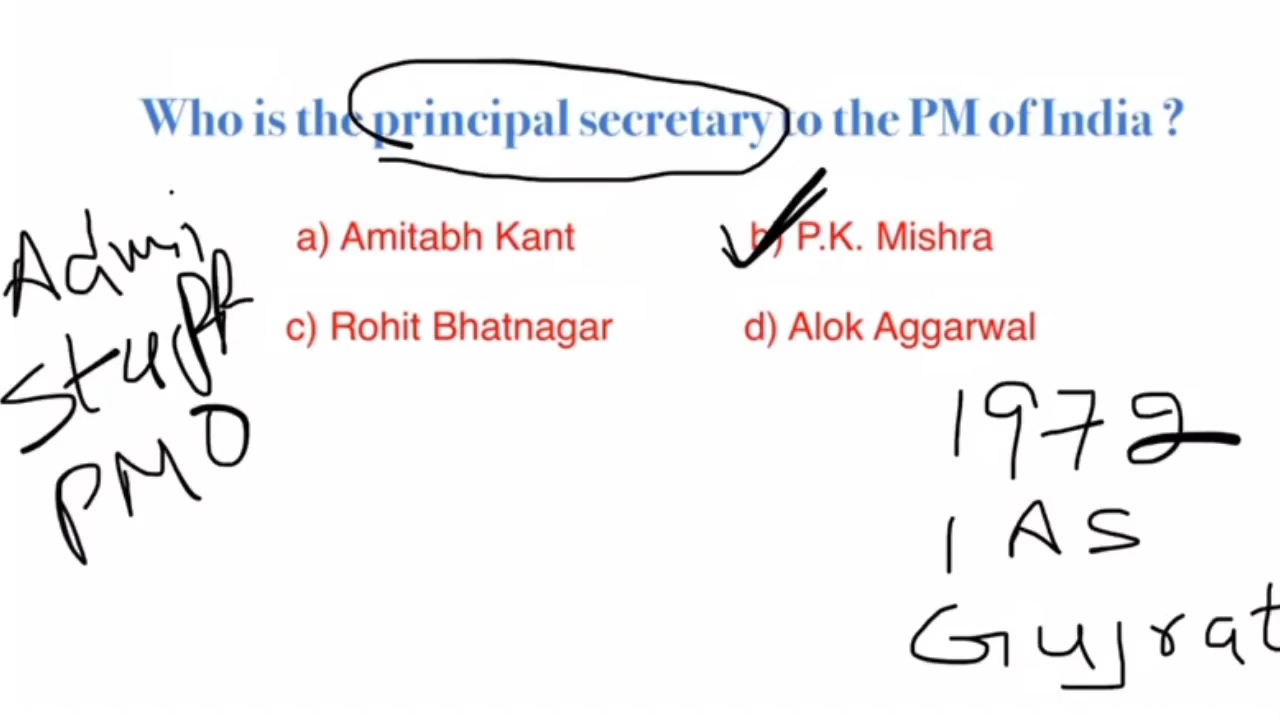 Who is the principal secretary to the PM of India ?
a) Amitabh Kant
b) P.K. Mishra
c) Rohit Bhatnagar
d) Alok Aggarwal
Admi
Staff
PMO
1972
IAS
Gujrat